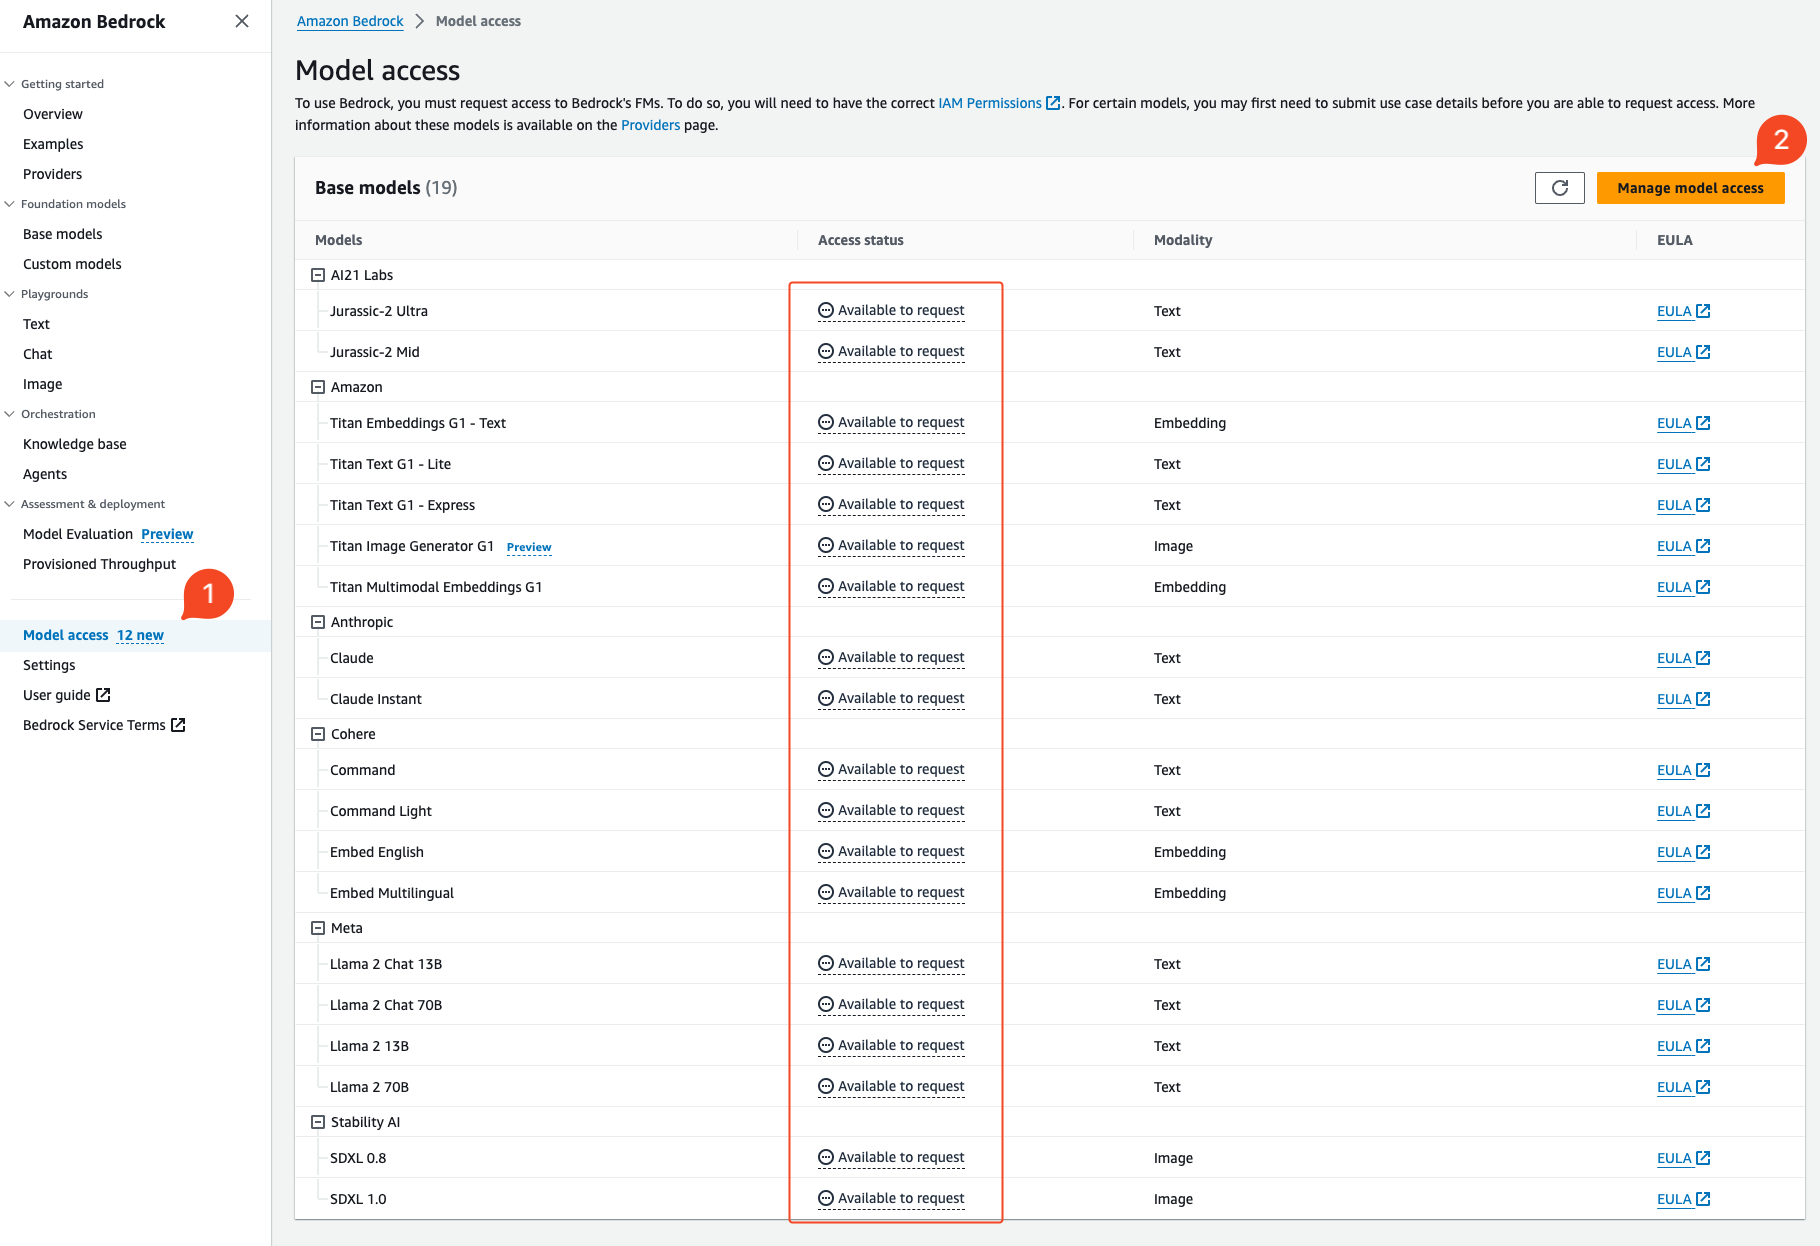 Amazon Bedrock
Getting started
Overview
Examples
Providers
Foundation models
Base models
Custom models
Playgrounds
Text
Chat
Image
Orchestration
Knowledge base
Agents
Assessment & deployment
Model Evaluation Preview
Provisioned Throughput
1
Model access 12 new
Settings
User guide
Bedrock Service Terms
Amazon Bedrock > Model access
Model access
To use Bedrock, you must request access to Bedrock's FMs. To do so, you will need to have the correct IAM Permissions. For certain models, you may first need to submit use case details before you are able to request access. More
information about these models is available on the Providers page.
2
Base models (19)
Manage model access
Models Access status Modality EULA
AI21 Labs
Jurassic-2 Ultra Available to request Text EULA
Jurassic-2 Mid Available to request Text EULA
Amazon
Titan Embeddings G1 - Text Available to request Embedding EULA
Titan Text G1 - Lite Available to request Text EULA
Titan Text G1 - Express Available to request Text EULA
Titan Image Generator G1 Preview Available to request Image EULA
Titan Multimodal Embeddings G1 Available to request Embedding EULA
Anthropic
Claude Available to request Text EULA
Claude Instant Available to request Text EULA
Cohere
Command Available to request Text EULA
Command Light Available to request Text EULA
Embed English Available to request Embedding EULA
Embed Multilingual Available to request Embedding EULA
Meta
Llama 2 Chat 13B Available to request Text EULA
Llama 2 Chat 70B Available to request Text EULA
Llama 2 13B Available to request Text EULA
Llama 2 70B Available to request Text EULA
Stability AI
SDXL 0.8 Available to request Image EULA
SDXL 1.0 Available to request Image EULA